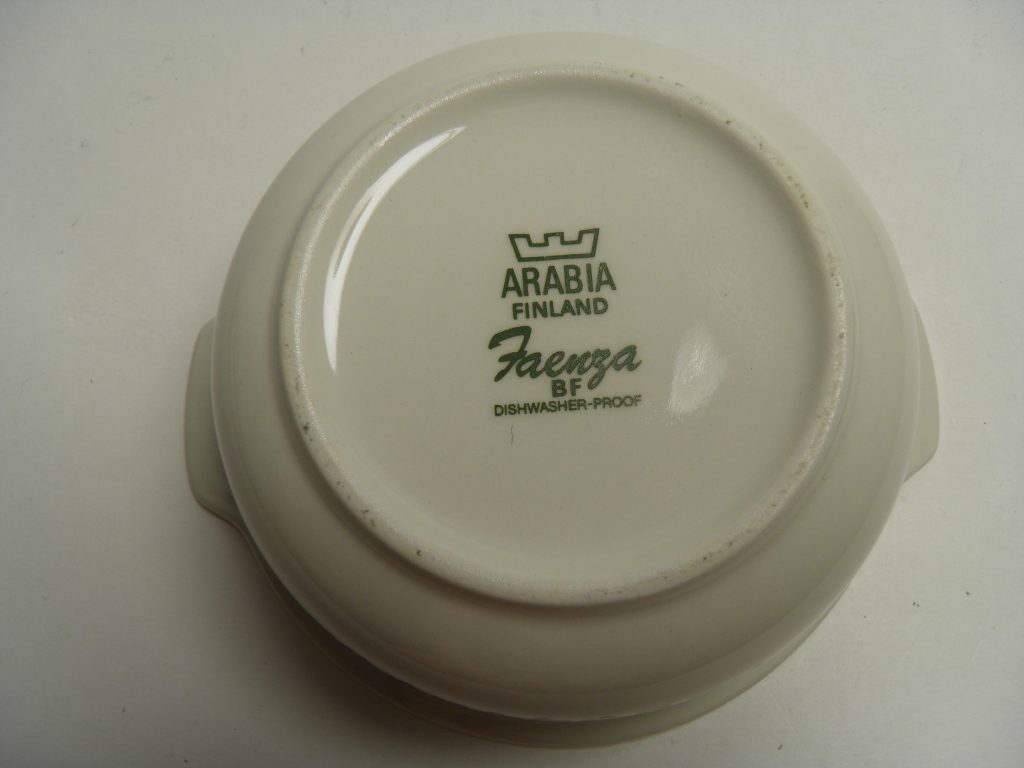 ARABIA
FINLAND
Faenza
BF
DISHWASHER-PROOF